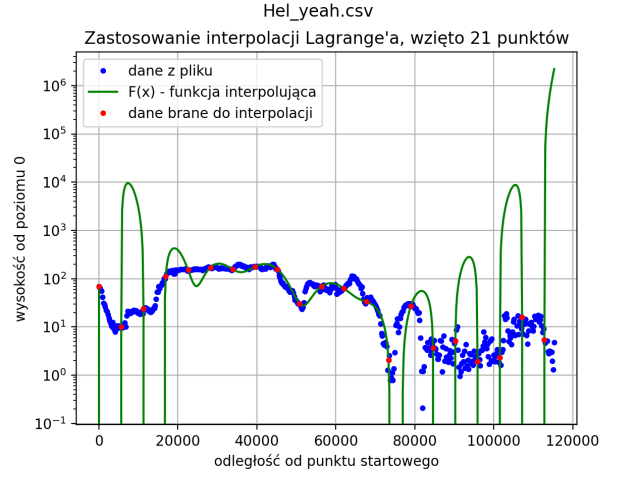 Hel_yeah.csv
Zastosowanie interpolacji Lagrange'a, wzięto 21 punktów
dane z pliku
F(x) - funkcja interpolująca
dane brane do interpolacji
wysokość od poziomu 0
10⁶
10⁵
10⁴
10³
10²
10¹
10⁰
10⁻¹
0 20000 40000 60000 80000 100000 120000
odległość od punktu startowego